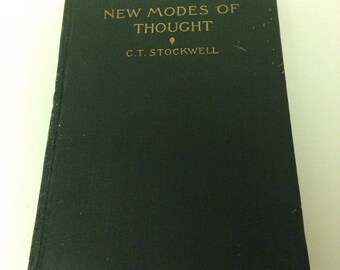 NEW MODES OF
THOUGHT
C.T. STOCKWELL